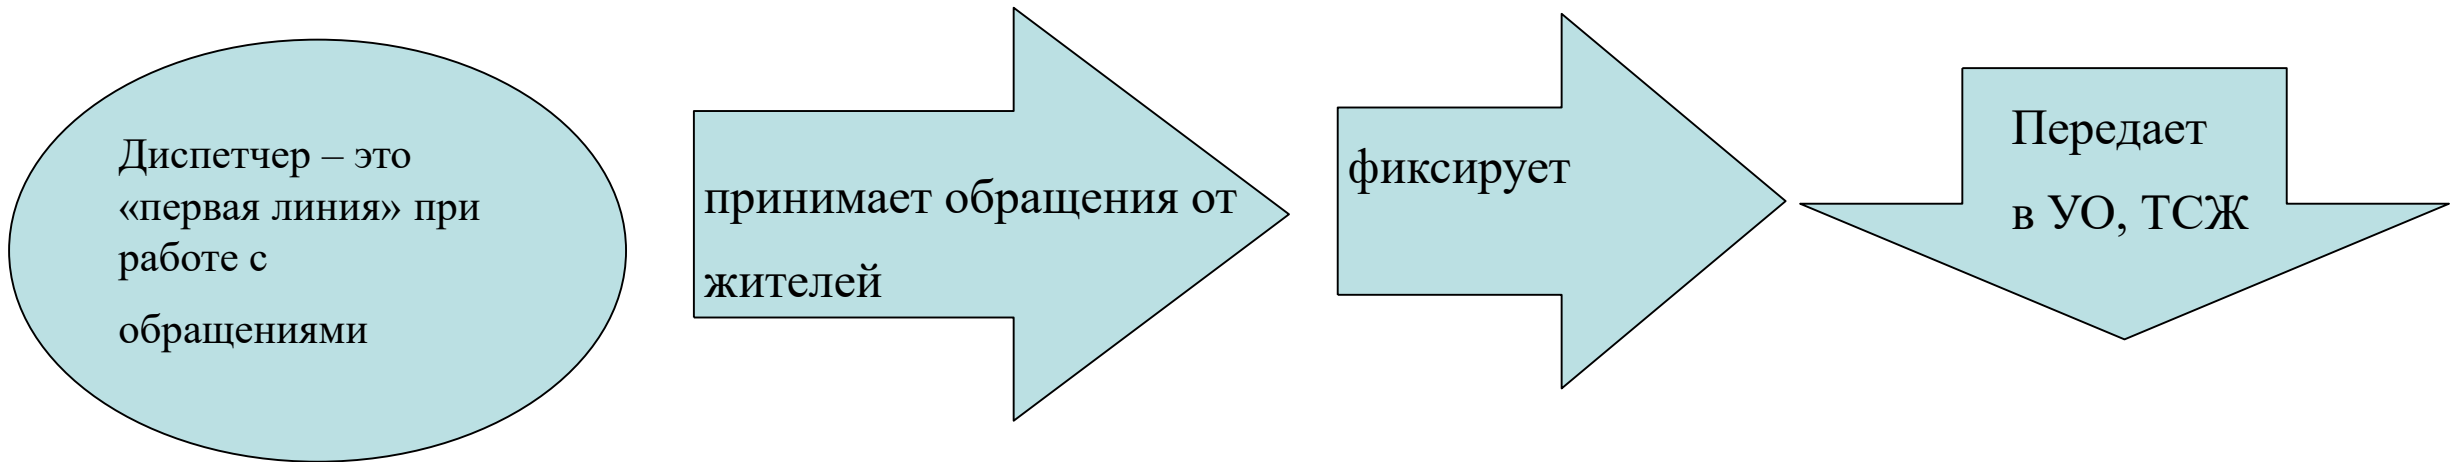 Диспетчер – это
«первая линия» при
работе с
обращениями
принимает обращения от
жителей
фиксирует
Передает
в УО, ТСЖ